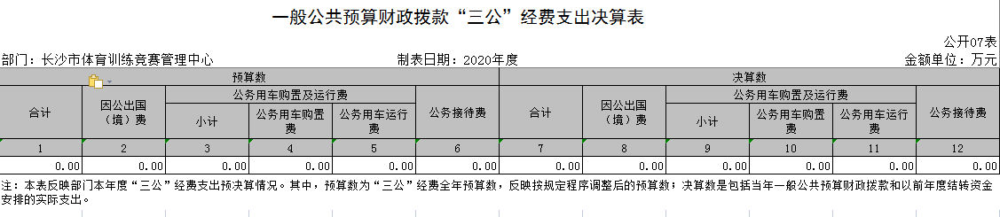 一般公共预算财政拨款“三公”经费支出决算表
公开07表
部门：长沙市体育训练竞赛管理中心 制表日期：2020年度 金额单位：万元
预算数 决算数
合计 因公出国（境）费 公务用车购置及运行费 公务接待费 合计 因公出国（境）费 公务用车购置及运行费 公务接待费
小计 公务用车购置费 公务用车运行费 小计 公务用车购置费 公务用车运行费
1 2 3 4 5 6 7 8 9 10 11 12
0.00 0.00 0.00 0.00 0.00 0.00 0.00 0.00 0.00 0.00 0.00 0.00
注：本表反映部门本年度“三公”经费支出预决算情况。其中，预算数为“三公”经费全年预算数，反映按规定程序调整后的预算数；决算数是包括当年一般公共预算财政拨款和以前年度结转资金
安排的实际支出。